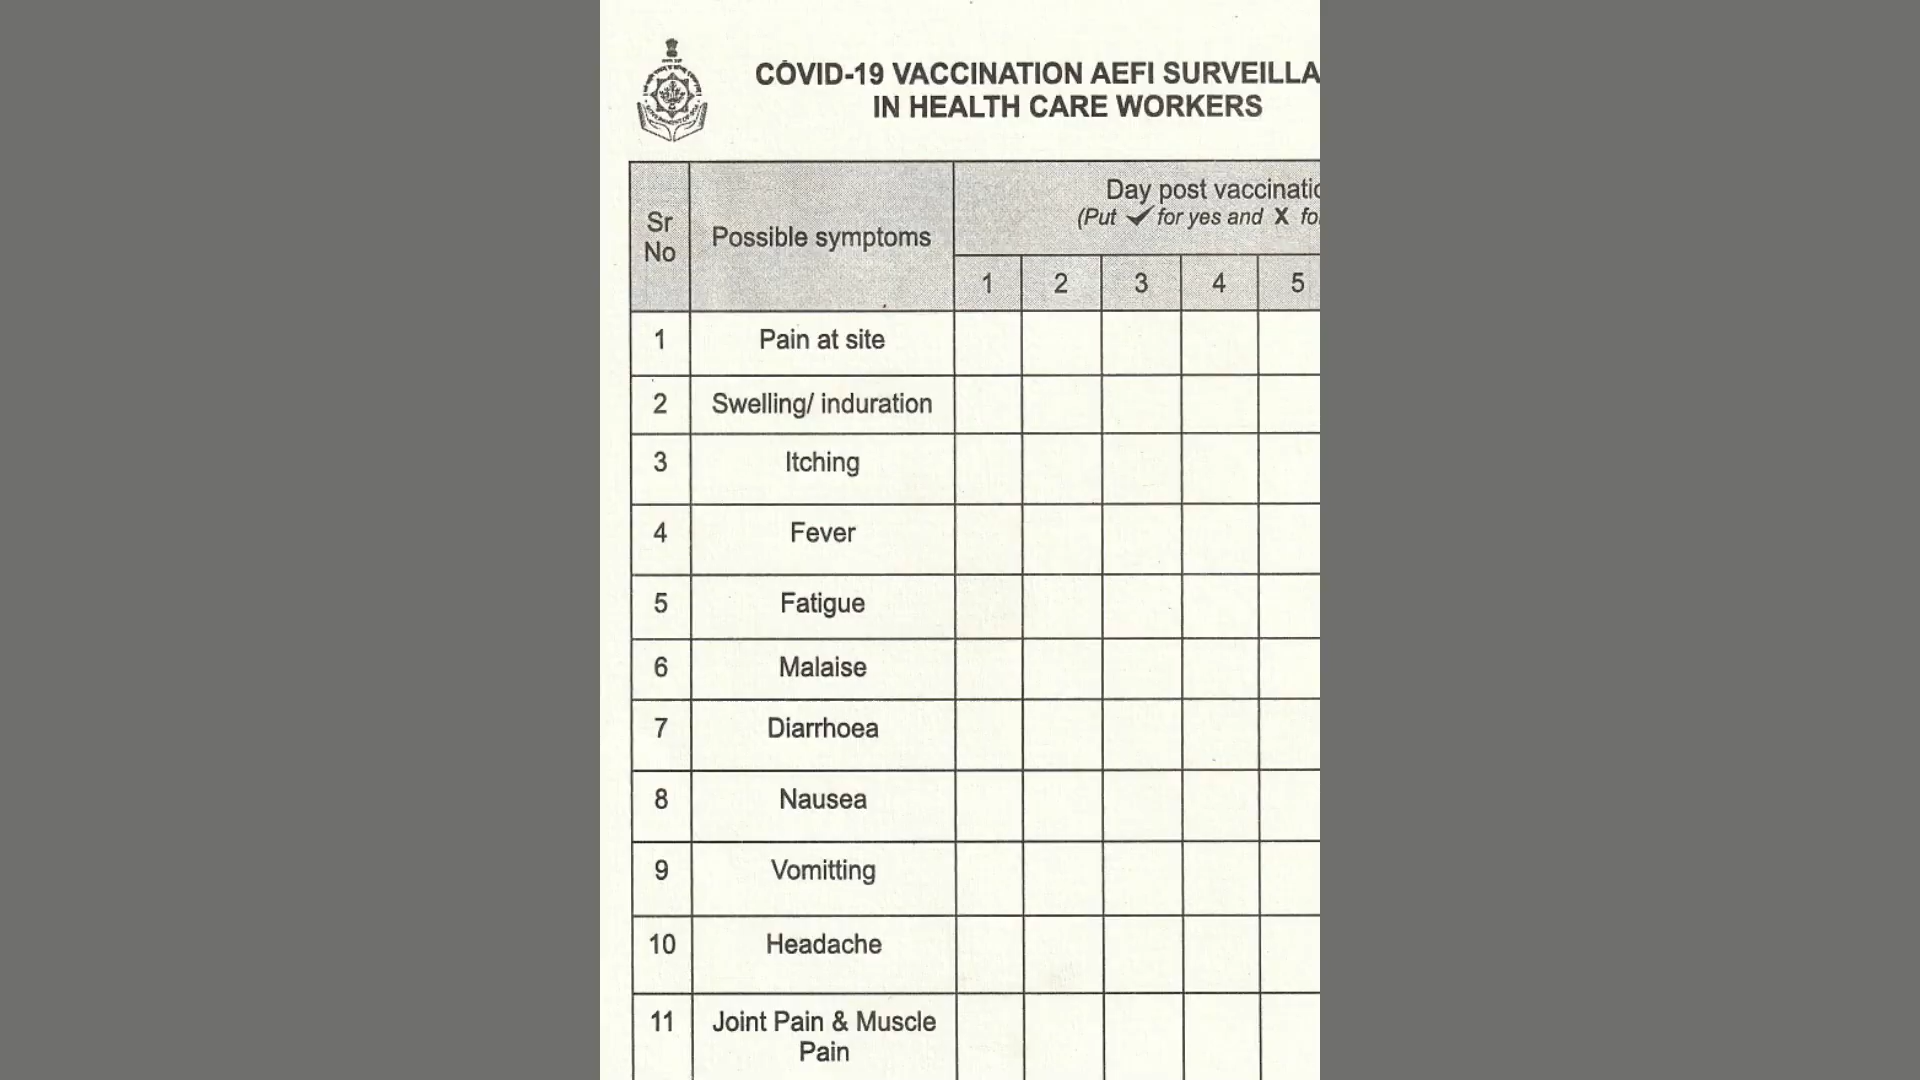 COVID-19 VACCINATION AEFI SURVEILLA
IN HEALTH CARE WORKERS
Sr No
Possible symptoms
Day post vaccinatio
(Put ✓ for yes and X fo
1 2 3 4 5
1 Pain at site
2 Swelling/ induration
3 Itching
4 Fever
5 Fatigue
6 Malaise
7 Diarrhoea
8 Nausea
9 Vomitting
10 Headache
11 Joint Pain & Muscle
Pain